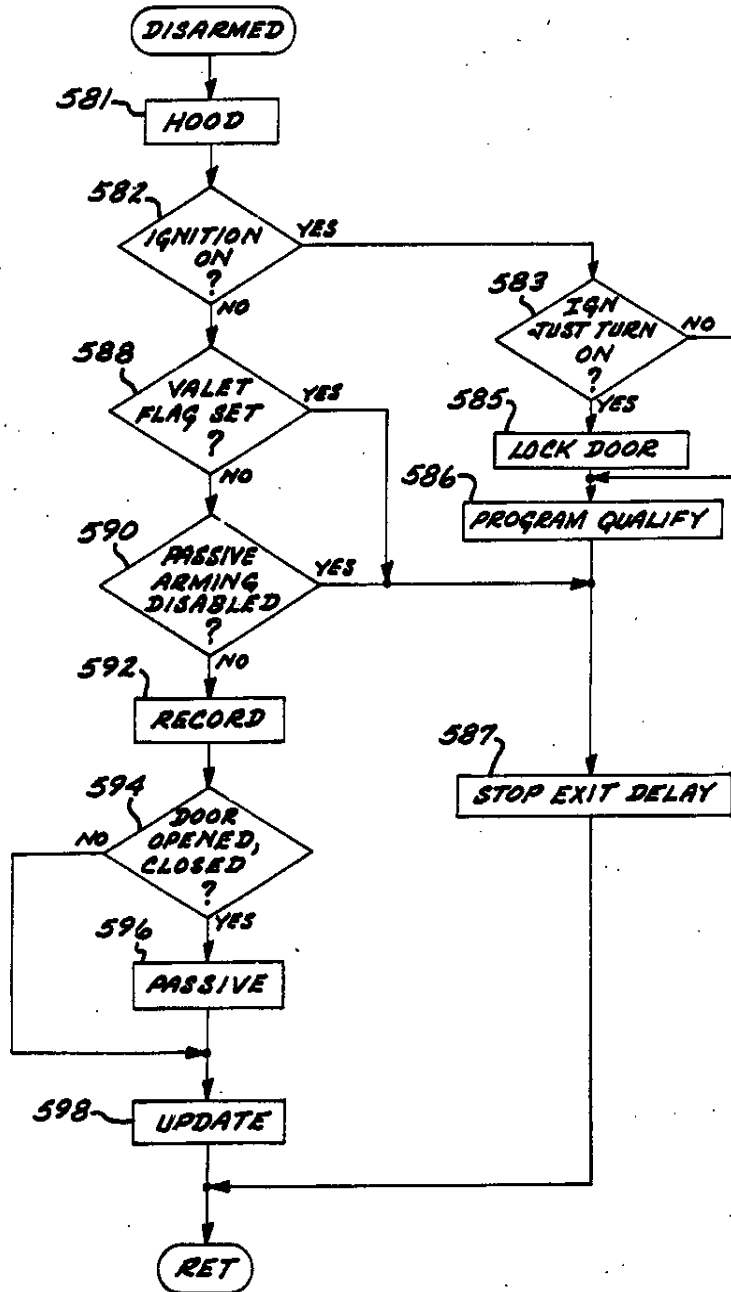 DISARMED
581
HOOD
582
IGNITION
ON
?
YES
NO
583
IGN
JUST TURN
ON
?
NO
YES
585
LOCK DOOR
586
PROGRAM QUALIFY
588
VALET
FLAG SET
?
YES
NO
590
PASSIVE
ARMING
DISABLED
?
YES
NO
592
RECORD
587
STOP EXIT DELAY
594
DOOR
OPENED,
CLOSED
?
NO
YES
596
PASSIVE
598
UPDATE
RET